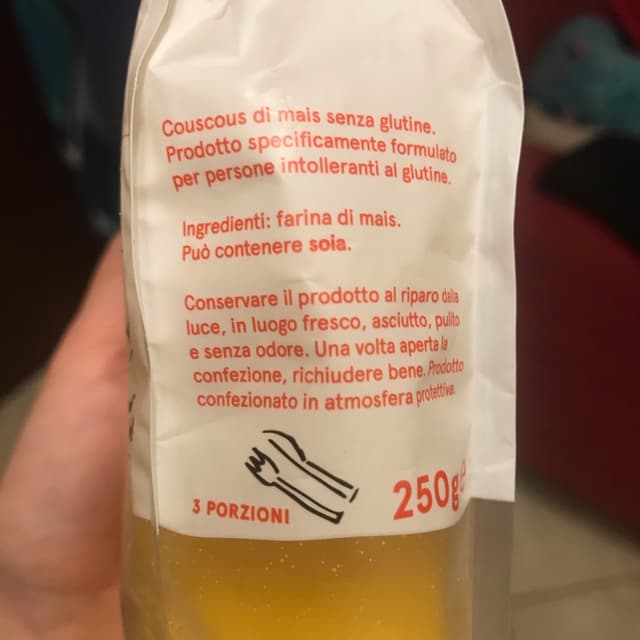 Couscous di mais senza glutine.
Prodotto specificamente formulato
per persone intolleranti al glutine.
Ingredienti: farina di mais.
Può contenere soia.
Conservare il prodotto al riparo dalla
luce, in luogo fresco, asciutto, pulito
e senza odore. Una volta aperta la
confezione, richiudere bene. Prodotto
confezionato in atmosfera protettiva.
3 PORZIONI
250g e